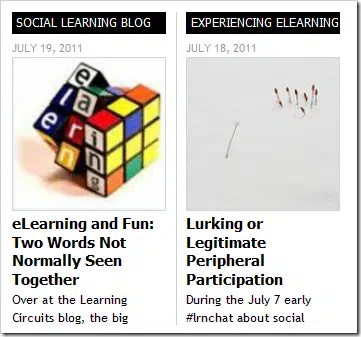 SOCIAL LEARNING BLOG
JULY 19, 2011
e
l
a
r
n
ing
eLearning and Fun:
Two Words Not
Normally Seen
Together
Over at the Learning
Circuits blog, the big
EXPERIENCING ELEARNING
JULY 18, 2011
Lurking or
Legitimate
Peripheral
Participation
During the July 7 early
#lrnchat about social